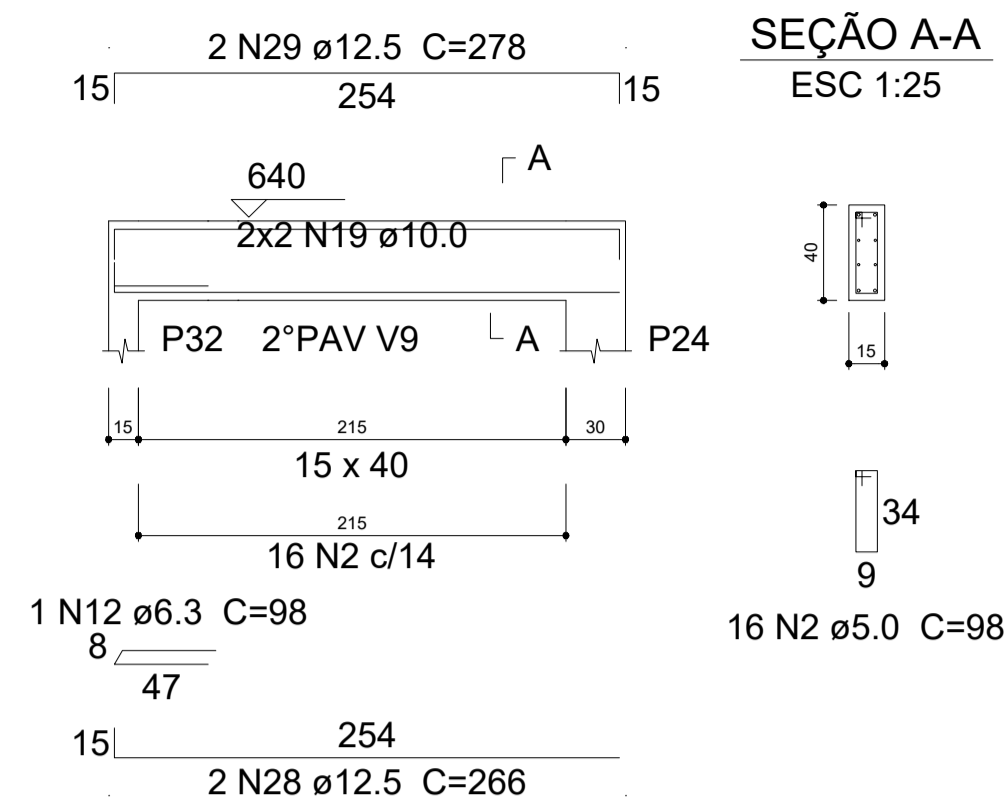 2 N29 ø12.5 C=278
15
254
15
SEÇÃO A-A
ESC 1:25
A
640
2x2 N19 ø10.0
P32
2°PAV V9
A
P24
40
15
15
215
30
15 x 40
215
16 N2 c/14
34
9
16 N2 ø5.0 C=98
1 N12 ø6.3 C=98
8
47
15
254
2 N28 ø12.5 C=266